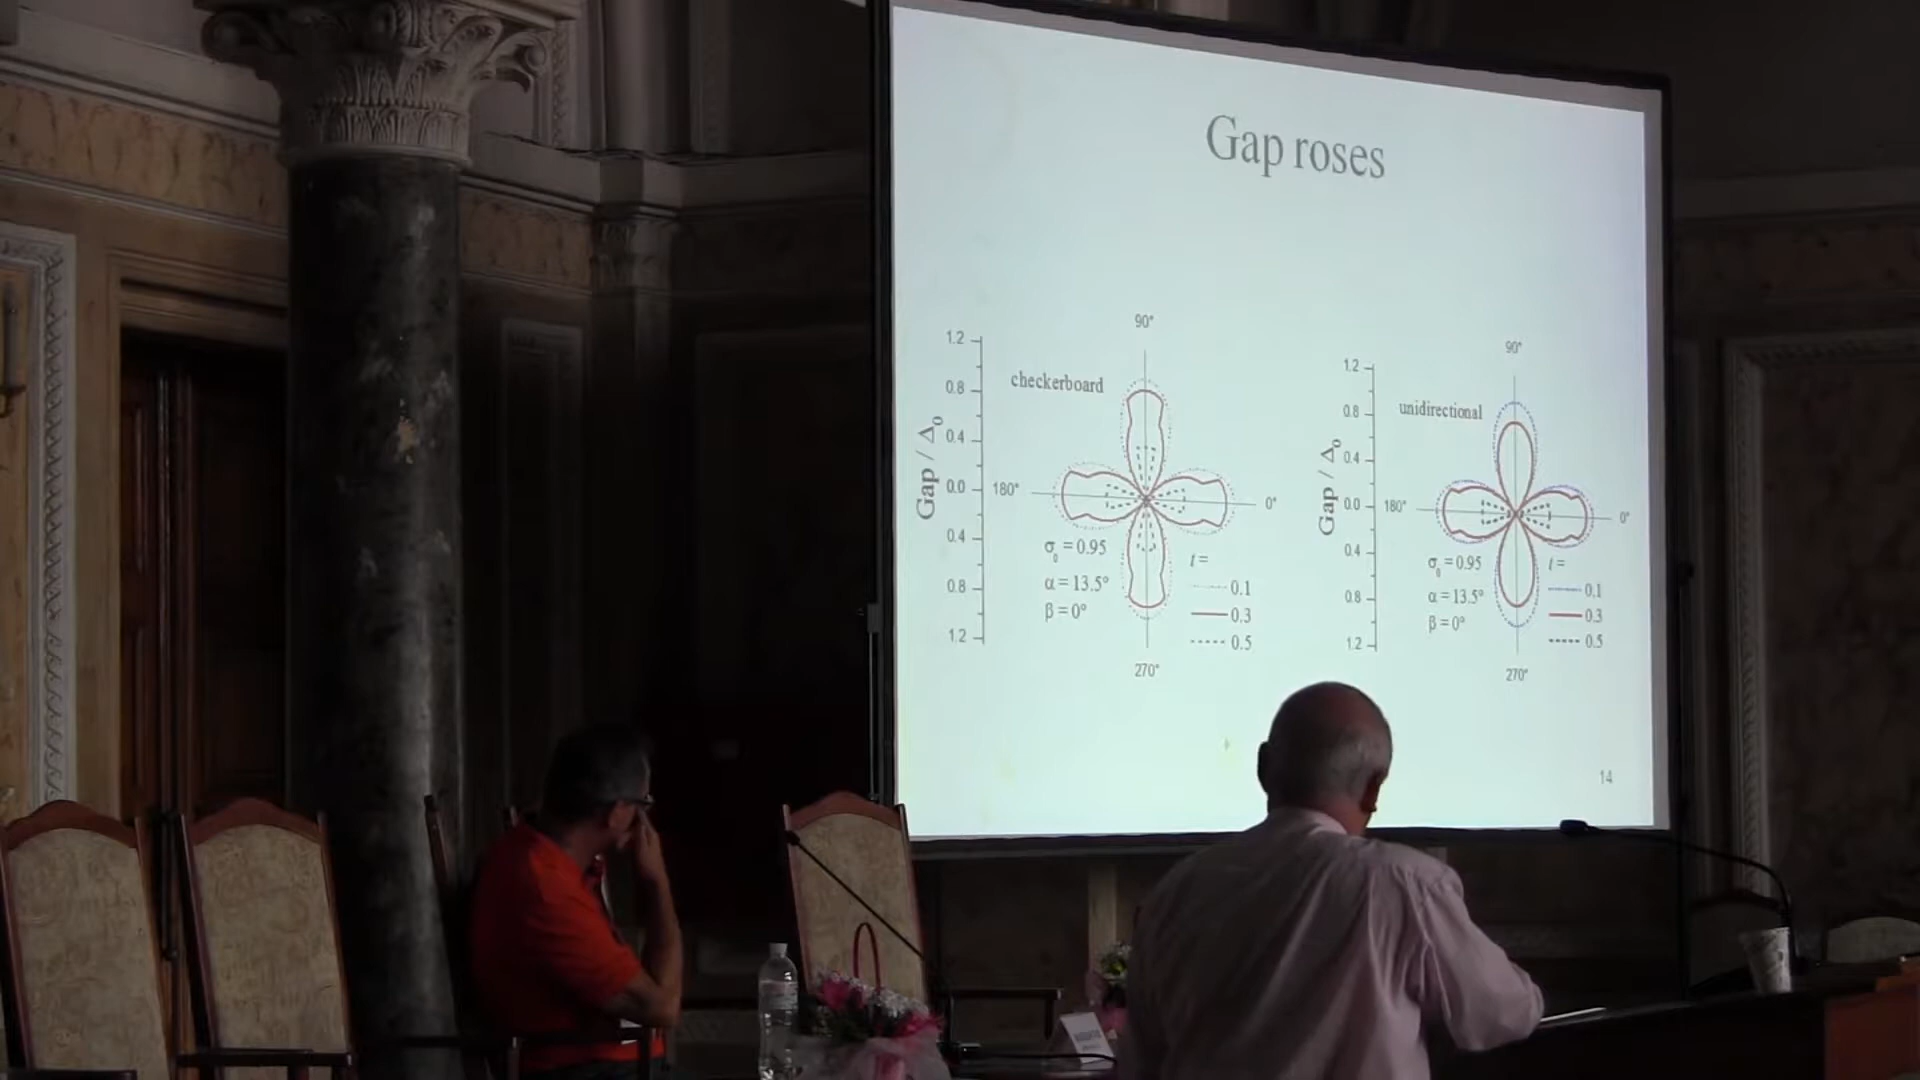 Gap roses
90°
1.2
0.8
0.4
0.0
0.4
0.8
1.2
Gap / Δ0
checkerboard
180°
0°
σ0 = 0.95
α = 13.5°
β = 0°
t =
0.1
0.3
0.5
270°
90°
1.2
0.8
0.4
0.0
0.4
0.8
1.2
Gap / Δ0
unidirectional
180°
0°
σ0 = 0.95
α = 13.5°
β = 0°
t =
0.1
0.3
0.5
270°
14